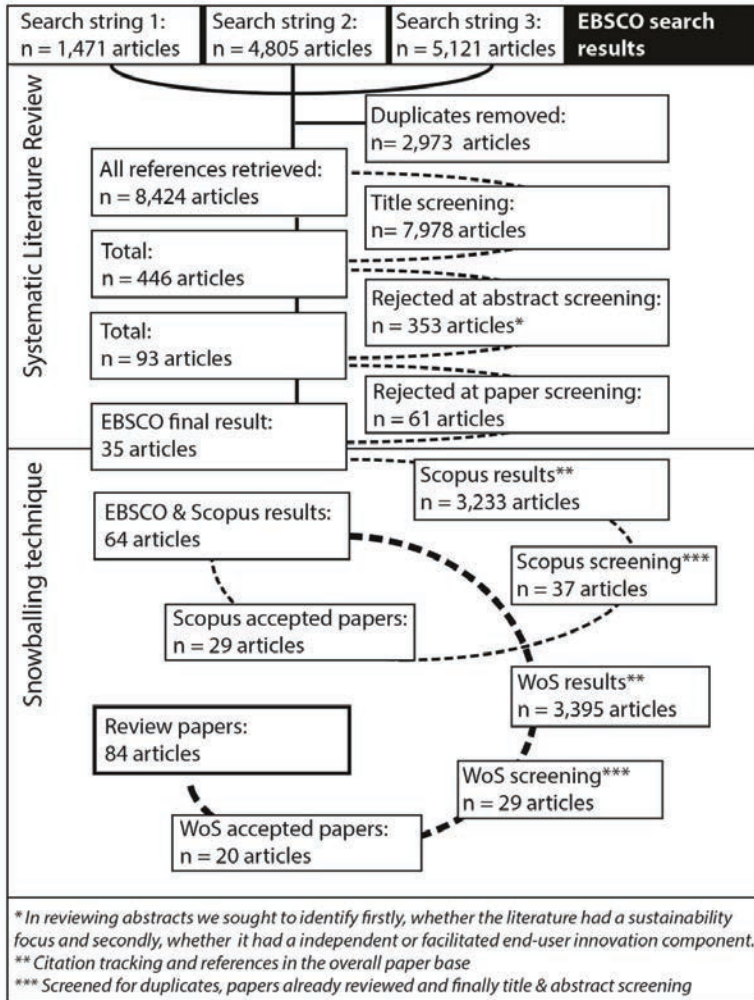 Search string 1:
n = 1,471 articles
Search string 2:
n = 4,805 articles
Search string 3:
n = 5,121 articles
EBSCO search
results
Systematic Literature Review
Duplicates removed:
n= 2,973 articles
All references retrieved:
n = 8,424 articles
Title screening:
n= 7,978 articles
Total:
n = 446 articles
Rejected at abstract screening:
n = 353 articles*
Total:
n = 93 articles
Rejected at paper screening:
n = 61 articles
EBSCO final result:
35 articles
Snowballing technique
Scopus results**
n = 3,233 articles
EBSCO & Scopus results:
64 articles
Scopus screening***
n = 37 articles
Scopus accepted papers:
n = 29 articles
WoS results**
n = 3,395 articles
Review papers:
84 articles
WoS screening***
n = 29 articles
WoS accepted papers:
n = 20 articles
* In reviewing abstracts we sought to identify firstly, whether the literature had a sustainability
focus and secondly, whether it had a independent or facilitated end-user innovation component.
** Citation tracking and references in the overall paper base
*** Screened for duplicates, papers already reviewed and finally title & abstract screening